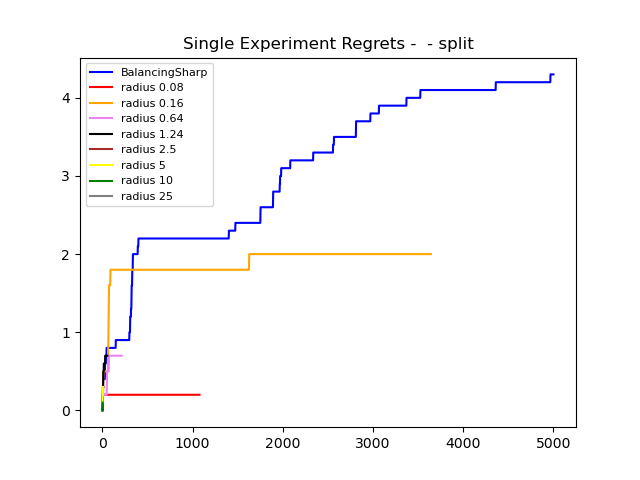 Single Experiment Regrets -  - split
BalancingSharp
radius 0.08
radius 0.16
radius 0.64
radius 1.24
radius 2.5
radius 5
radius 10
radius 25
4
3
2
1
0
0 1000 2000 3000 4000 5000